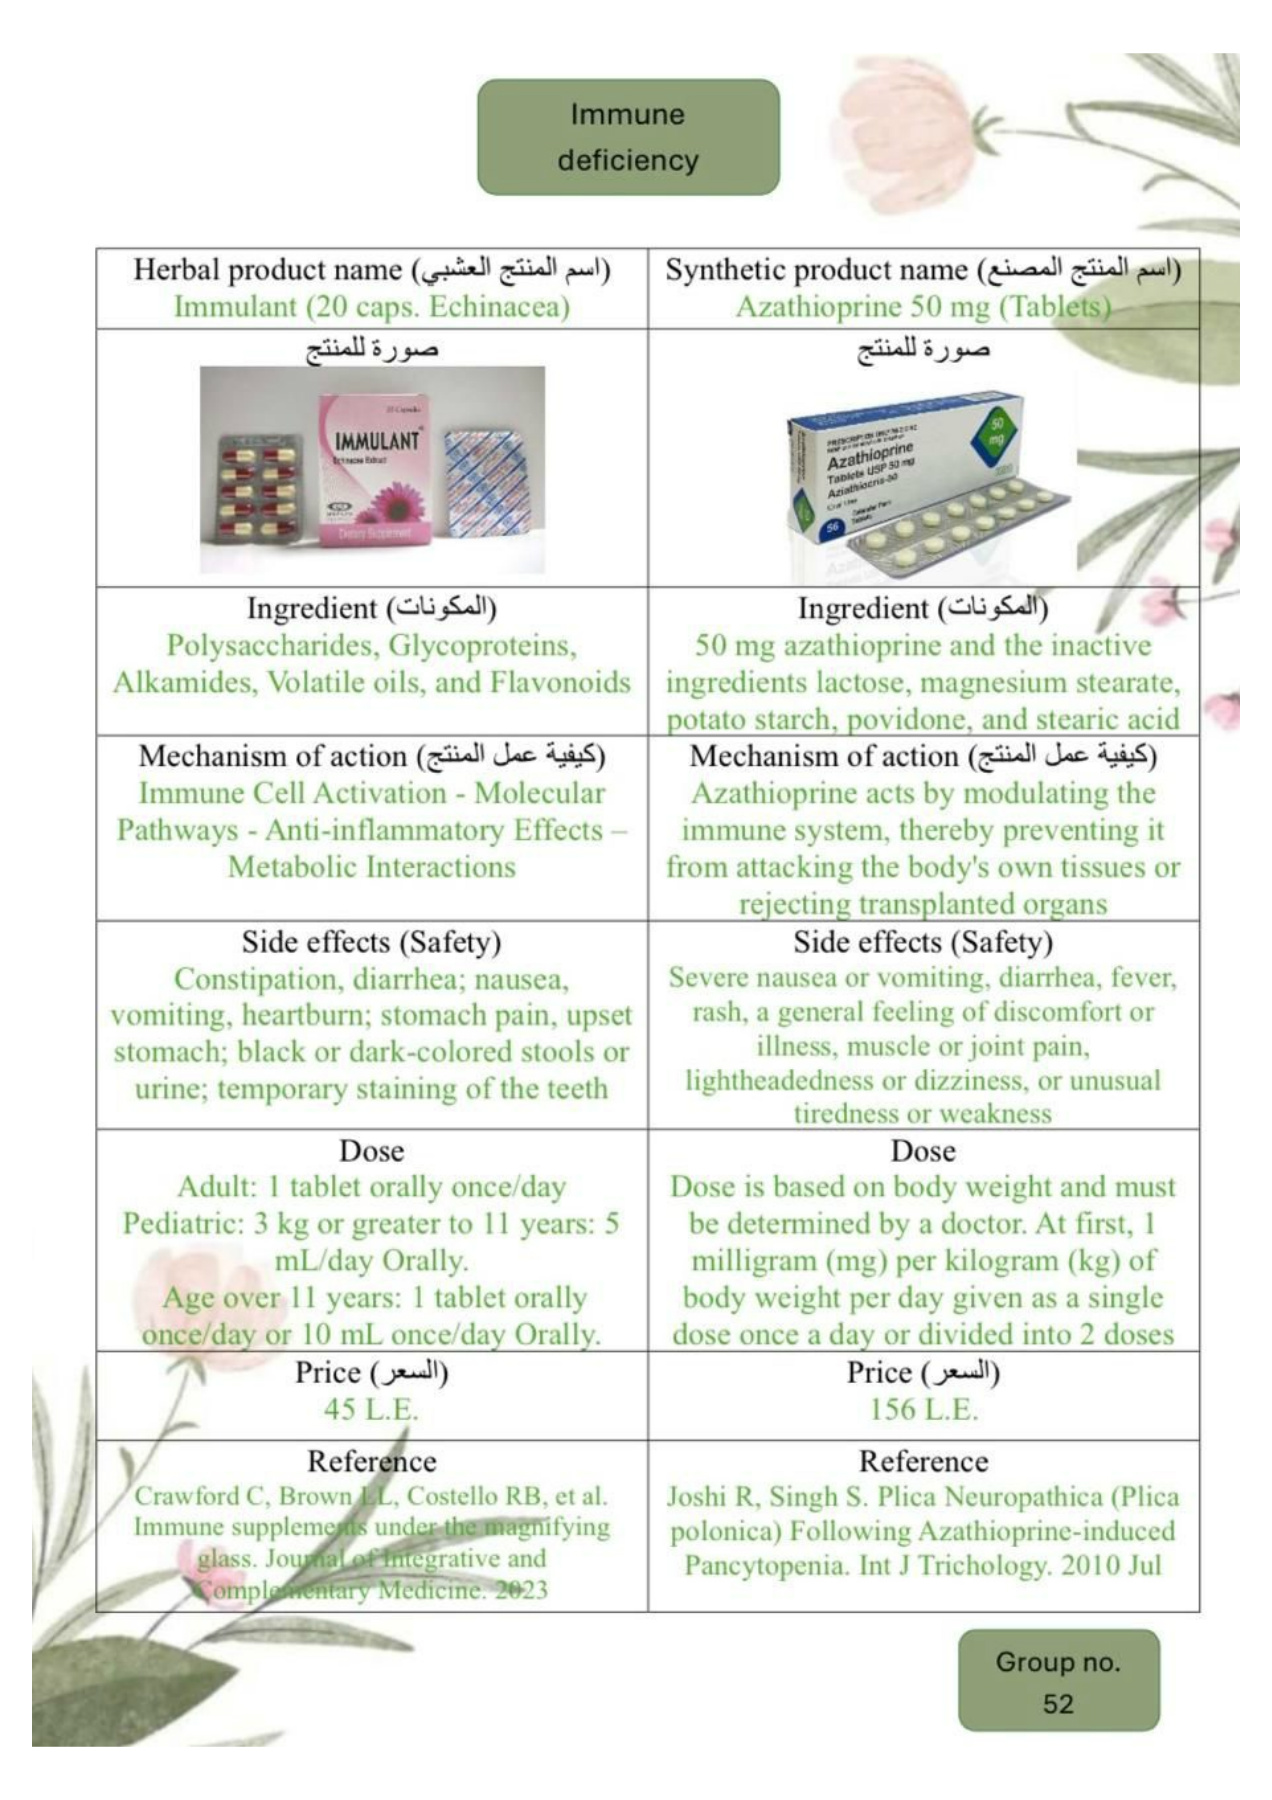 Immune
deficiency
Herbal product name (اسم المنتج العشبي)
Immulant (20 caps. Echinacea)
Synthetic product name (اسم المنتج المصنع)
Azathioprine 50 mg (Tablets)
صورة للمنتج
20 Capsules
IMMULANT
Echinacea Extract
Dietary Supplement
صورة للمنتج
50
mg
Azathioprine
Tablets USP 50 mg
56
Ingredient (المكونات)
Polysaccharides, Glycoproteins,
Alkamides, Volatile oils, and Flavonoids
Ingredient (المكونات)
50 mg azathioprine and the inactive
ingredients lactose, magnesium stearate,
potato starch, povidone, and stearic acid
Mechanism of action (كيفية عمل المنتج)
Immune Cell Activation - Molecular
Pathways - Anti-inflammatory Effects –
Metabolic Interactions
Mechanism of action (كيفية عمل المنتج)
Azathioprine acts by modulating the
immune system, thereby preventing it
from attacking the body's own tissues or
rejecting transplanted organs
Side effects (Safety)
Constipation, diarrhea; nausea,
vomiting, heartburn; stomach pain, upset
stomach; black or dark-colored stools or
urine; temporary staining of the teeth
Side effects (Safety)
Severe nausea or vomiting, diarrhea, fever,
rash, a general feeling of discomfort or
illness, muscle or joint pain,
lightheadedness or dizziness, or unusual
tiredness or weakness
Dose
Adult: 1 tablet orally once/day
Pediatric: 3 kg or greater to 11 years: 5
mL/day Orally.
Age over 11 years: 1 tablet orally
once/day or 10 mL once/day Orally.
Dose
Dose is based on body weight and must
be determined by a doctor. At first, 1
milligram (mg) per kilogram (kg) of
body weight per day given as a single
dose once a day or divided into 2 doses
Price (السعر)
45 L.E.
Price (السعر)
156 L.E.
Reference
Crawford C, Brown LL, Costello RB, et al.
Immune supplements under the magnifying
glass. Journal of Integrative and
Complementary Medicine. 2023
Reference
Joshi R, Singh S. Plica Neuropathica (Plica
polonica) Following Azathioprine-induced
Pancytopenia. Int J Trichology. 2010 Jul
Group no.
52